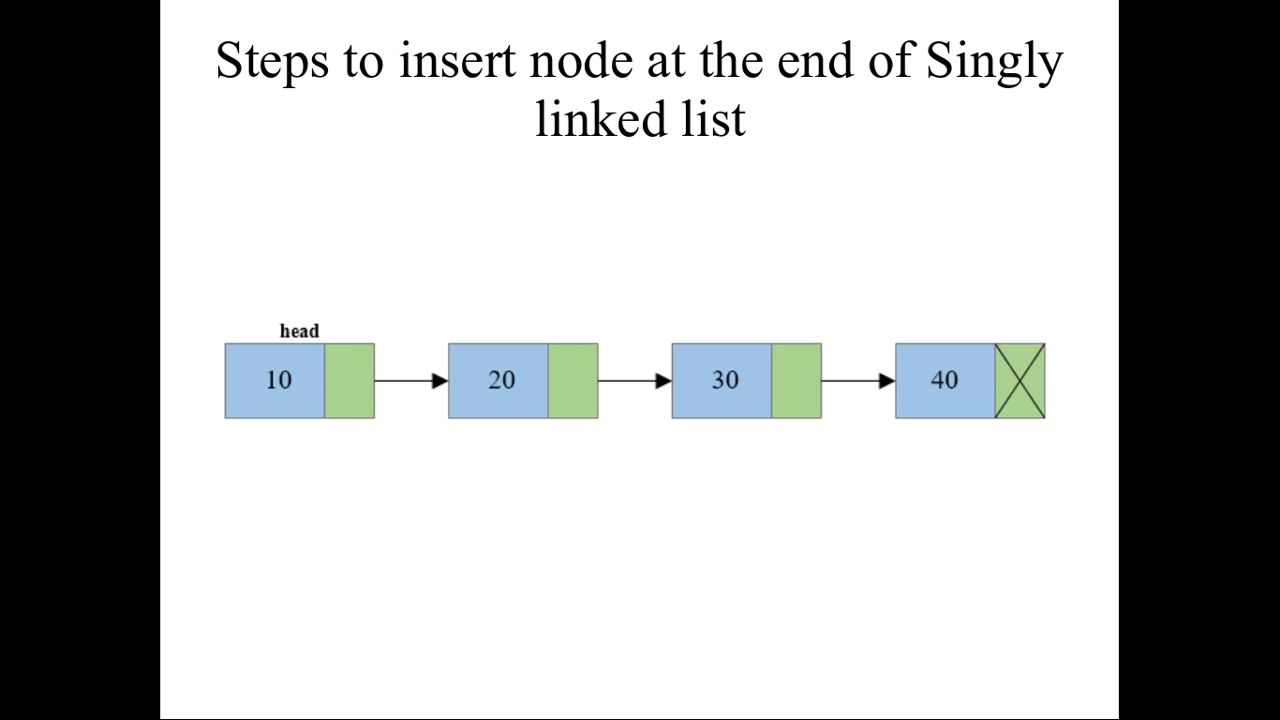 Steps to insert node at the end of Singly
linked list
head
10 20 30 40